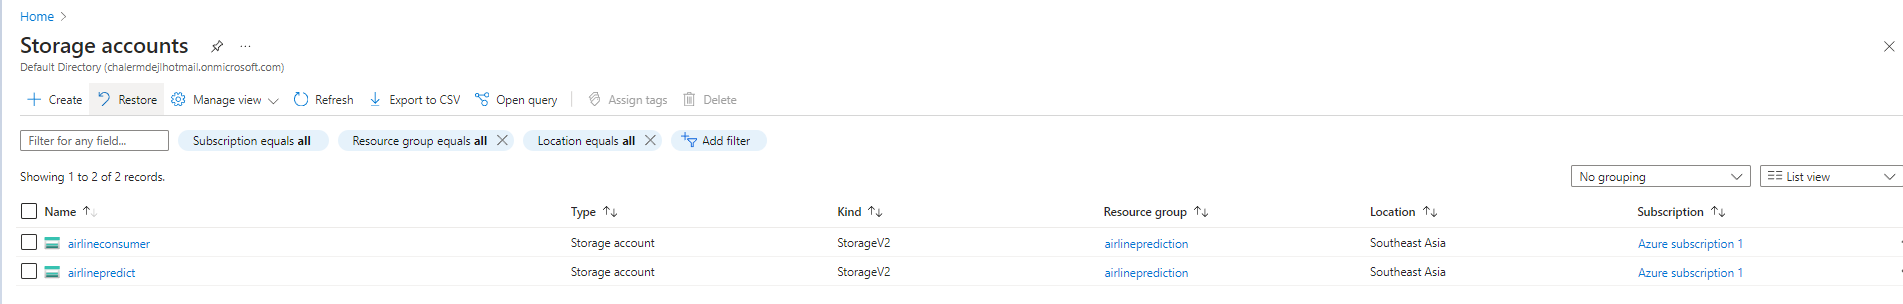 Home
Storage accounts
Default Directory (chalermdejlhotmail.onmicrosoft.com)
Create Restore Manage view Refresh Export to CSV Open query Assign tags Delete
Filter for any field... Subscription equals all Resource group equals all Location equals all Add filter
Showing 1 to 2 of 2 records.
No grouping List view
Name Type Kind Resource group Location Subscription
airlineconsumer Storage account StorageV2 airlineprediction Southeast Asia Azure subscription 1
airlinepredict Storage account StorageV2 airlineprediction Southeast Asia Azure subscription 1